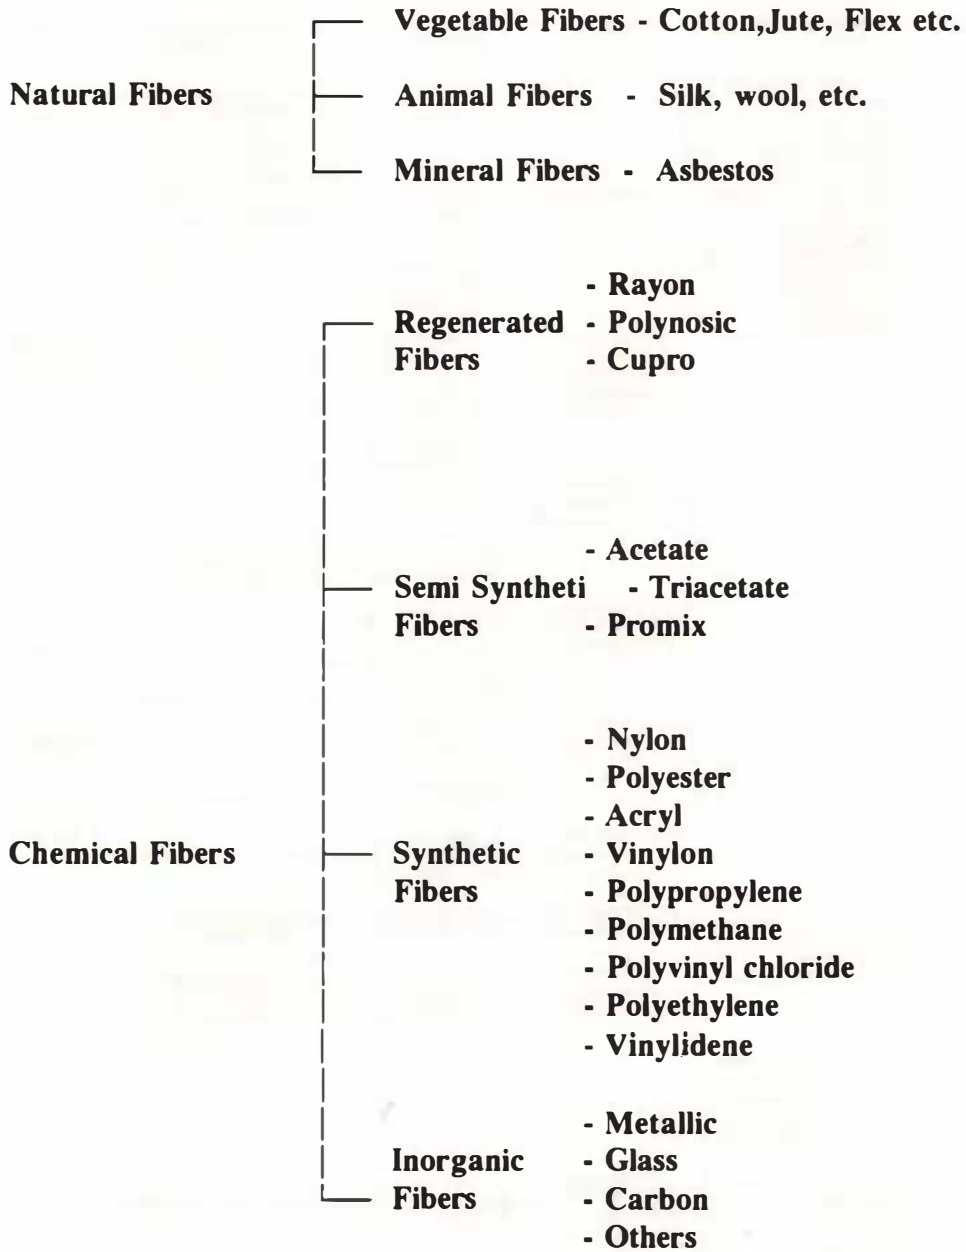 Vegetable Fibers - Cotton,Jute, Flex etc.
Natural Fibers Animal Fibers - Silk, wool, etc.
Mineral Fibers - Asbestos
- Rayon
Regenerated - Polynosic
Fibers - Cupro
- Acetate
Semi Syntheti - Triacetate
Fibers - Promix
- Nylon
- Polyester
- Acryl
Chemical Fibers Synthetic - Vinylon
Fibers - Polypropylene
- Polymethane
- Polyvinyl chloride
- Polyethylene
- Vinylidene
- Metallic
Inorganic - Glass
Fibers - Carbon
- Others